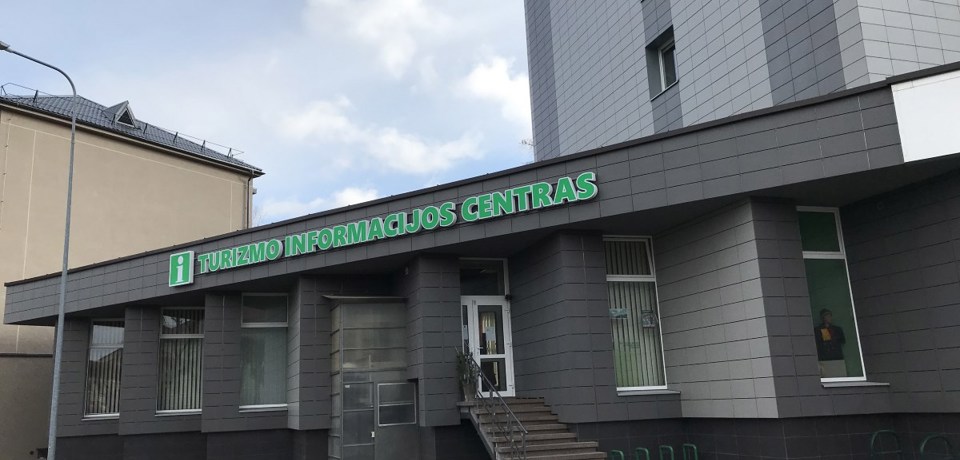 i TURIZMO INFORMACIJOS CENTRAS